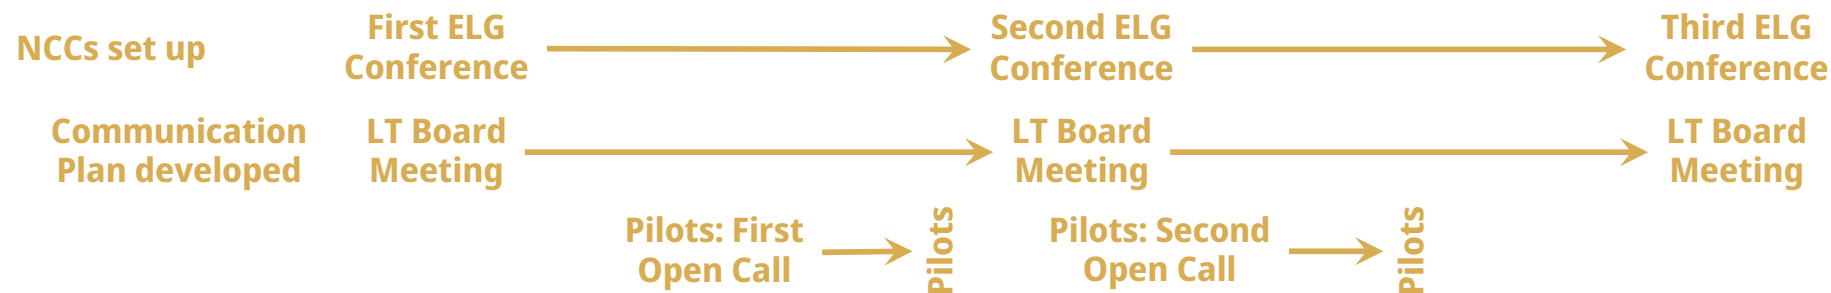 NCCs set up
First ELG
Conference
Second ELG
Conference
Third ELG
Conference
Communication
Plan developed
LT Board
Meeting
LT Board
Meeting
LT Board
Meeting
Pilots: First
Open Call
Pilots
Pilots: Second
Open Call
Pilots